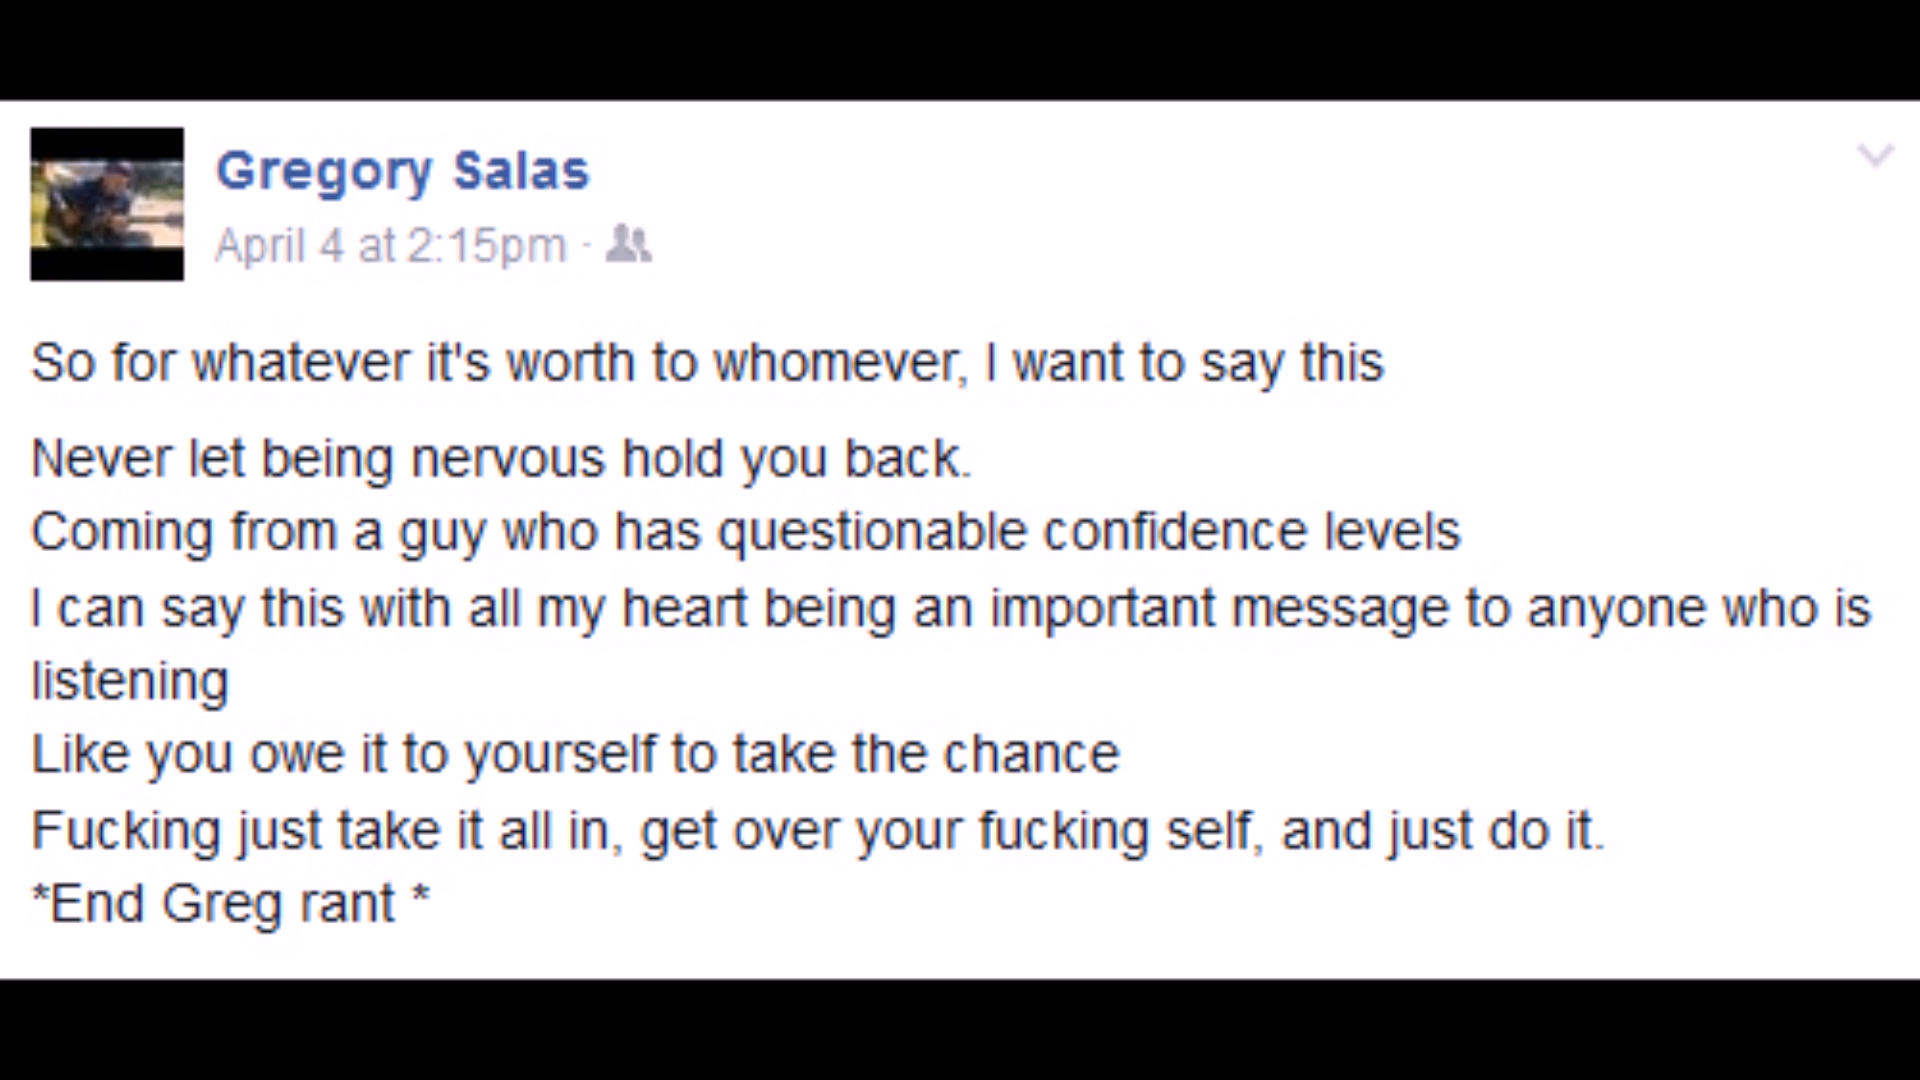 Gregory Salas
April 4 at 2:15pm ·
So for whatever it's worth to whomever, I want to say this
Never let being nervous hold you back.
Coming from a guy who has questionable confidence levels
I can say this with all my heart being an important message to anyone who is
listening
Like you owe it to yourself to take the chance
Fucking just take it all in, get over your fucking self, and just do it.
*End Greg rant *